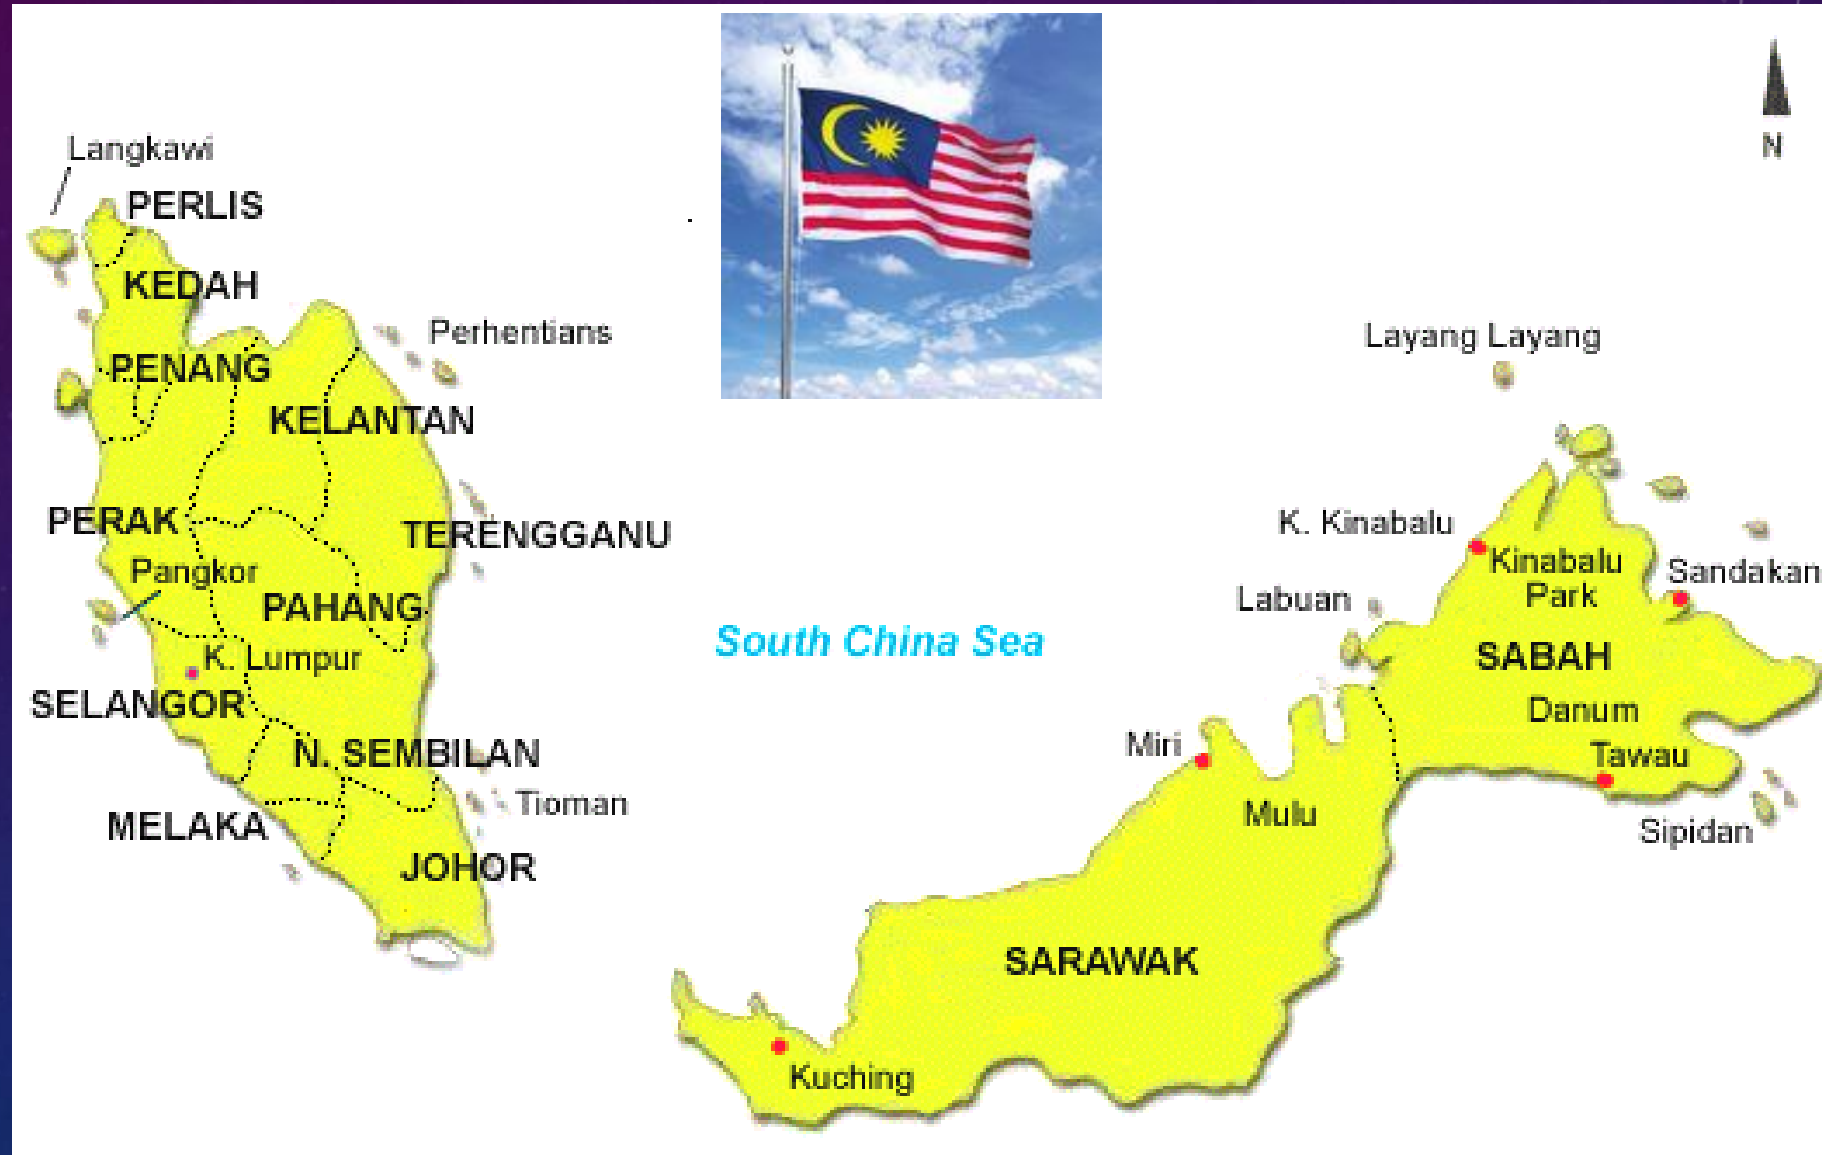 N
Langkawi
PERLIS
KEDAH
Perhentians
PENANG
KELANTAN
PERAK
TERENGGANU
Pangkor
PAHANG
K. Lumpur
SELANGOR
N. SEMBILAN
Tioman
MELAKA
JOHOR
South China Sea
Layang Layang
K. Kinabalu
Kinabalu
Park
Sandakan
Labuan
SABAH
Danum
Miri
Tawau
Mulu
Sipidan
SARAWAK
Kuching